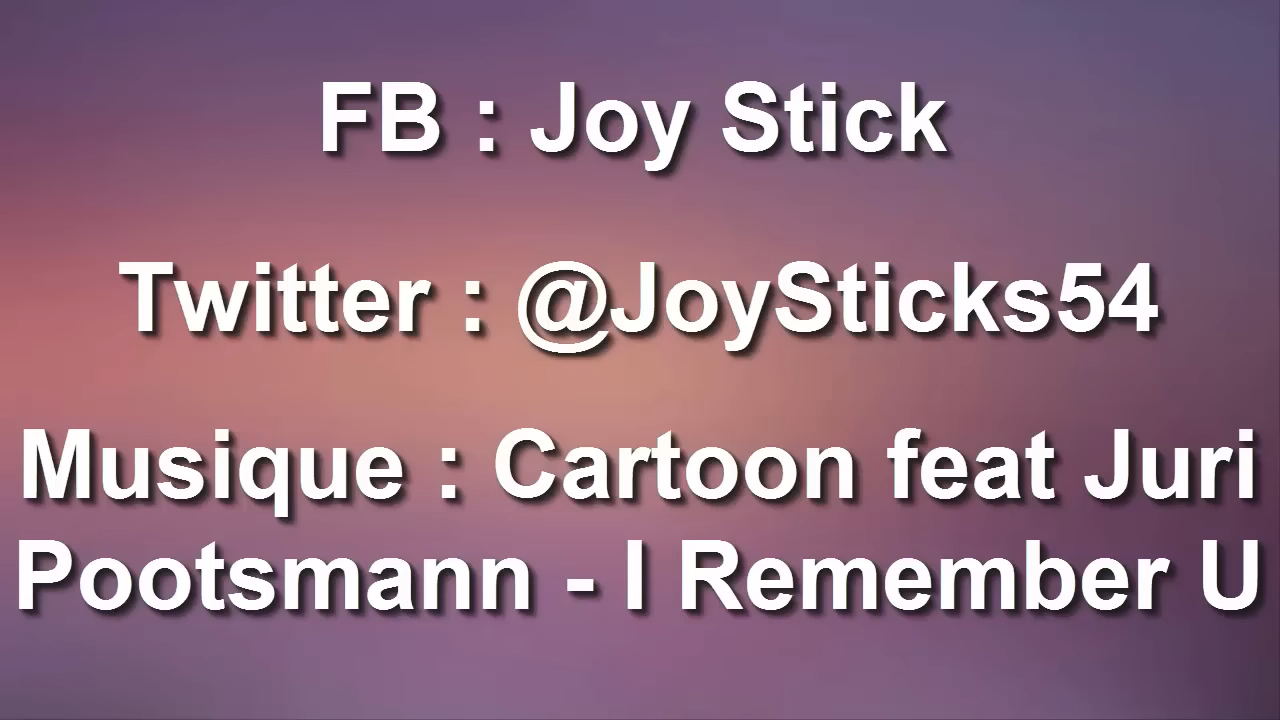 FB : Joy Stick
Twitter : @JoySticks54
Musique : Cartoon feat Juri
Pootsmann - I Remember U